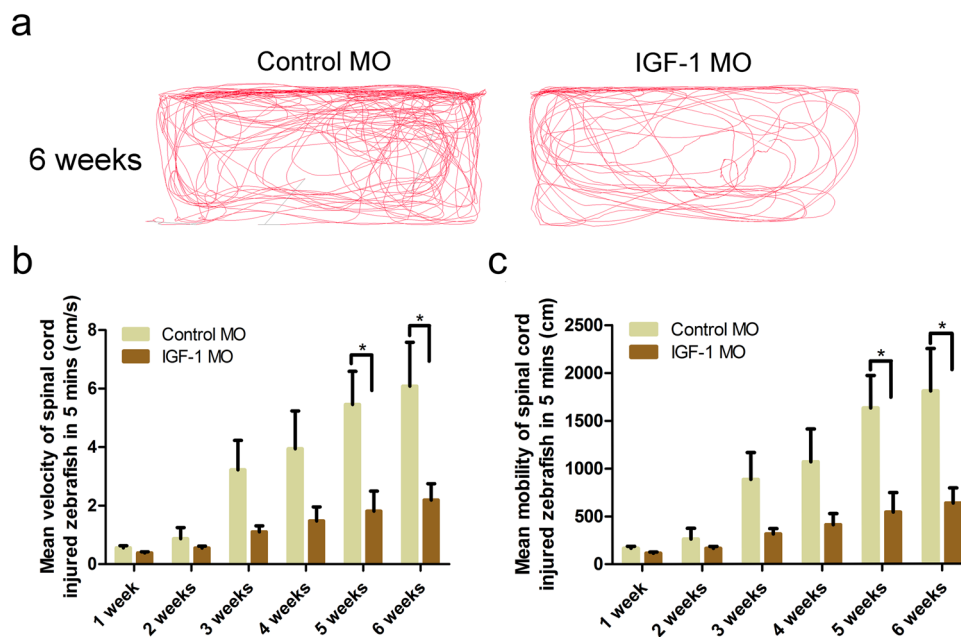 a
Control MO
IGF-1 MO
6 weeks
b
Mean velocity of spinal cord
injured zebrafish in 5 mins (cm/s)
8
6
4
2
0
Control MO
IGF-1 MO
*
*
1 week
2 weeks
3 weeks
4 weeks
5 weeks
6 weeks
c
Mean mobility of spinal cord
injured zebrafish in 5 mins (cm)
2500
2000
1500
1000
500
0
Control MO
IGF-1 MO
*
*
1 week
2 weeks
3 weeks
4 weeks
5 weeks
6 weeks